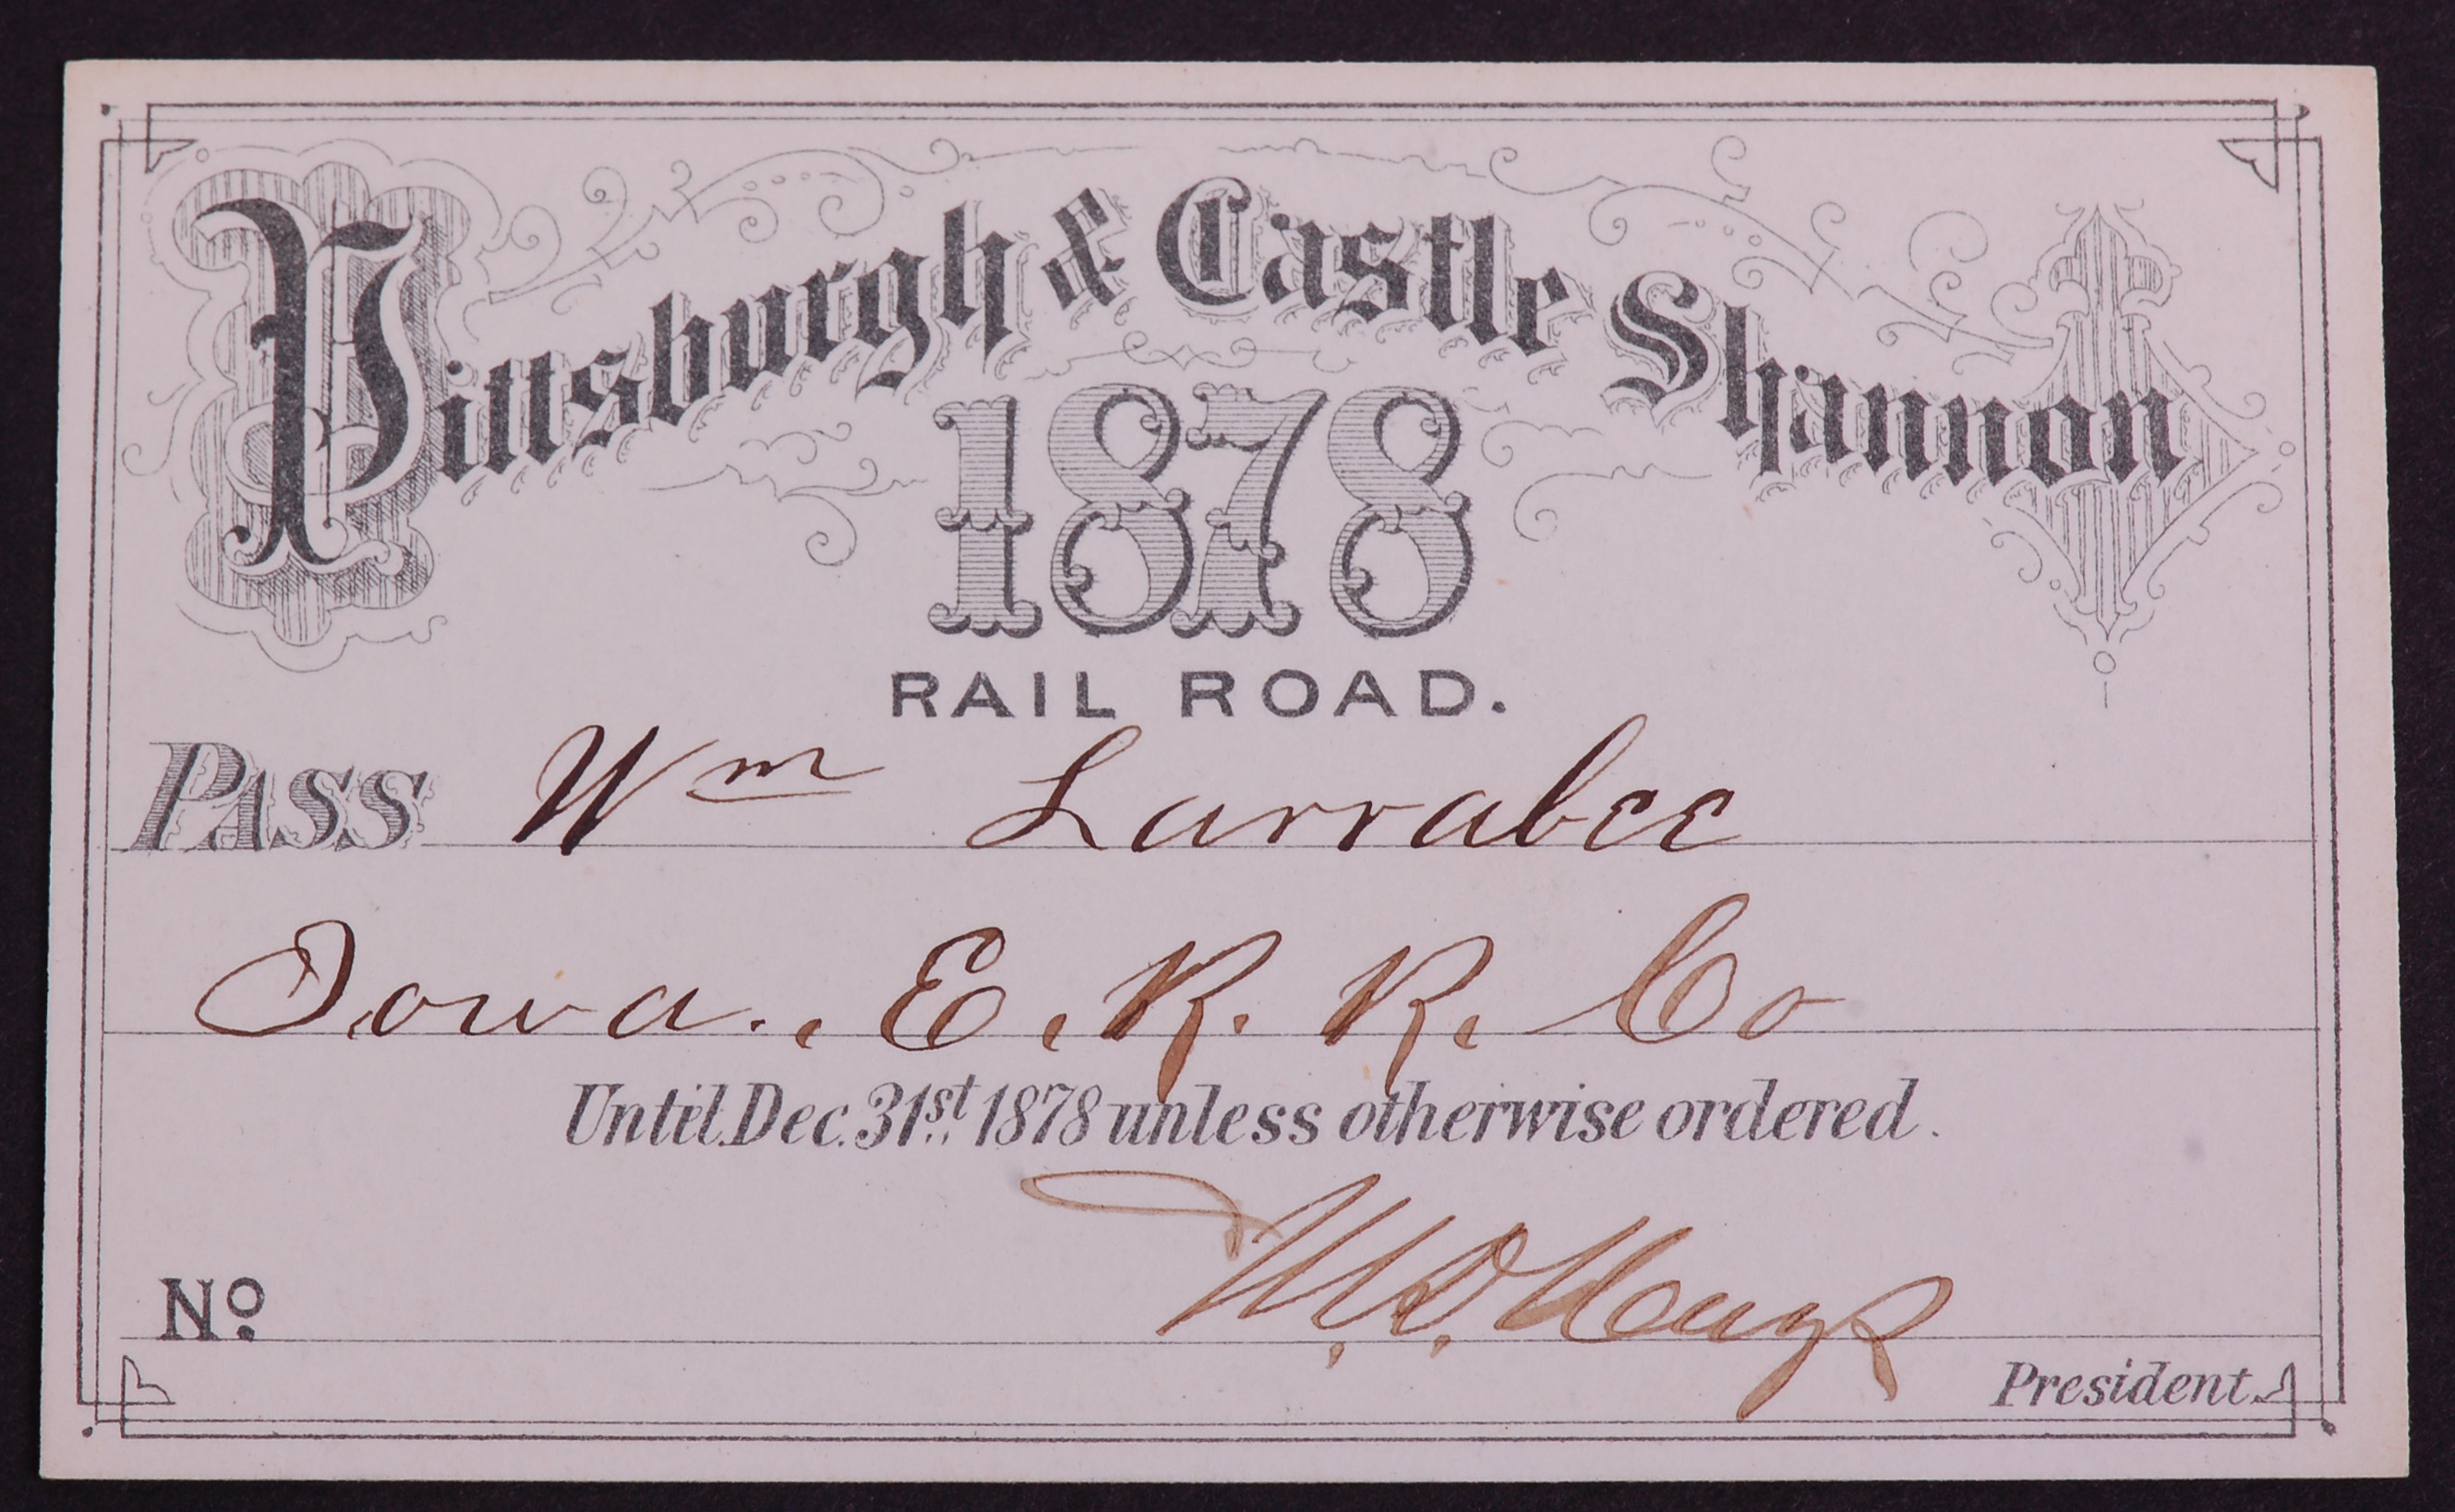 Pittsburgh & Castle Shannon
1878
RAIL ROAD.
PASS Wm Larrabee
Iowa., E. R. R. Co
Until Dec. 31st. 1878 unless otherwise ordered.
No.
President.